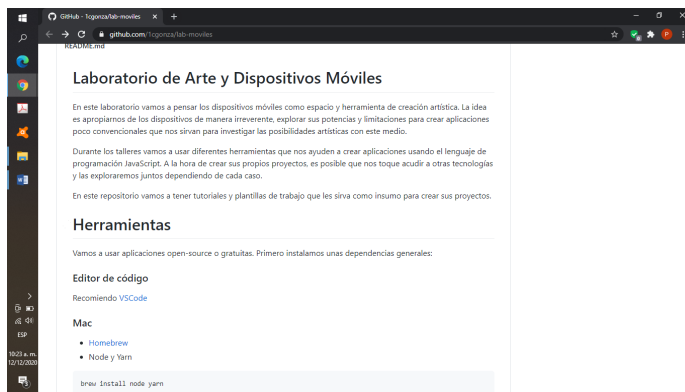 GitHub - 1cgonza/lab-moviles
github.com/1cgonza/lab-moviles
README.md
Laboratorio de Arte y Dispositivos Móviles
En este laboratorio vamos a pensar los dispositivos móviles como espacio y herramienta de creación artística. La idea
es apropiarnos de los dispositivos de manera irreverente, explorar sus potencias y limitaciones para crear aplicaciones
poco convencionales que nos sirvan para investigar las posibilidades artísticas con este medio.
Durante los talleres vamos a usar diferentes herramientas que nos ayuden a crear aplicaciones usando el lenguaje de
programación JavaScript. A la hora de crear sus propios proyectos, es posible que nos toque acudir a otras tecnologías
y las exploraremos juntos dependiendo de cada caso.
En este repositorio vamos a tener tutoriales y plantillas de trabajo que les sirva como insumo para crear sus proyectos.
Herramientas
Vamos a usar aplicaciones open-source o gratuitas. Primero instalamos unas dependencias generales:
Editor de código
Recomiendo VSCode
Mac
Homebrew
Node y Yarn
brew install node yarn
ESP
10:23 a. m.
12/12/2020